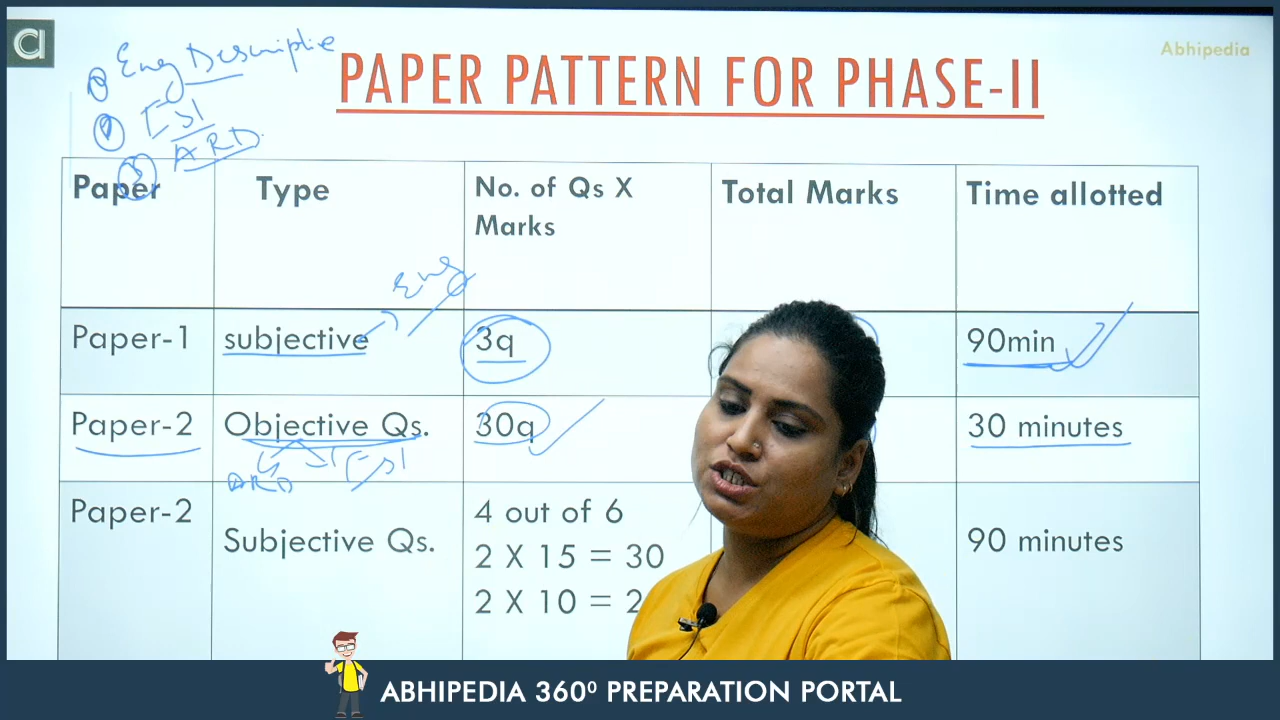 a
Abhipedia
Eng Descriptive
ESI
ARD
PAPER PATTERN FOR PHASE-II
Paper Type No. of Qs X Marks Total Marks Time allotted
Eng
Paper-1 subjective 3q 90min
Paper-2 Objective Qs. 30q 30 minutes
ARD ESI
Paper-2 Subjective Qs. 4 out of 6 90 minutes
2 X 15 = 30
2 X 10 = 2
ABHIPEDIA 360⁰ PREPARATION PORTAL